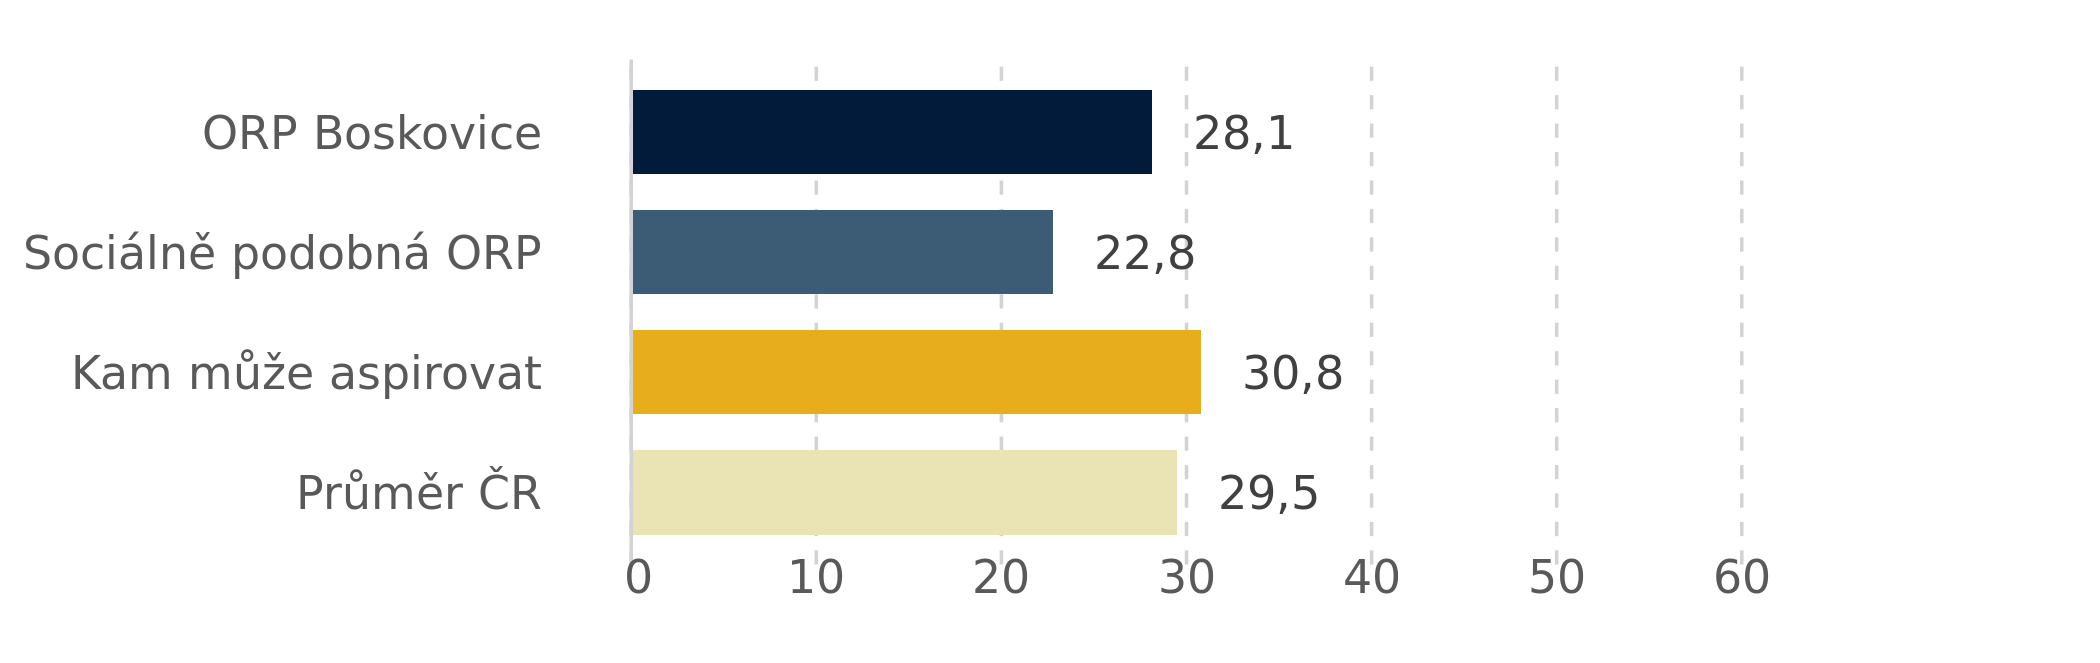 ORP Boskovice 28,1
Sociálně podobná ORP 22,8
Kam může aspirovat 30,8
Průměr ČR 29,5
0 10 20 30 40 50 60